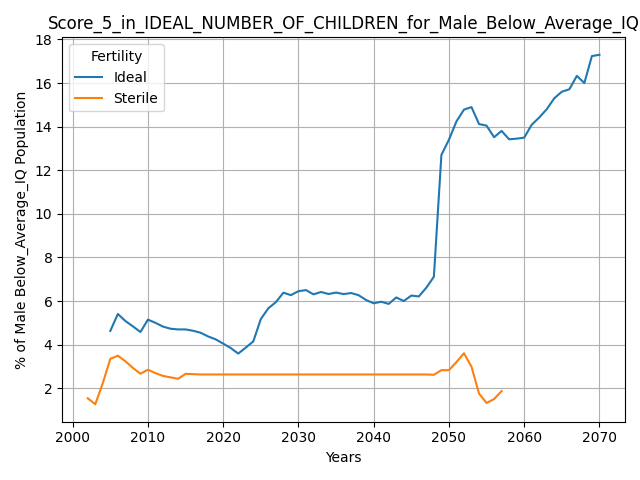 Score_5_in_IDEAL_NUMBER_OF_CHILDREN_for_Male_Below_Average_IQ
Fertility
Ideal
Sterile
% of Male Below_Average_IQ Population
18
16
14
12
10
8
6
4
2
2000 2010 2020 2030 2040 2050 2060 2070
Years